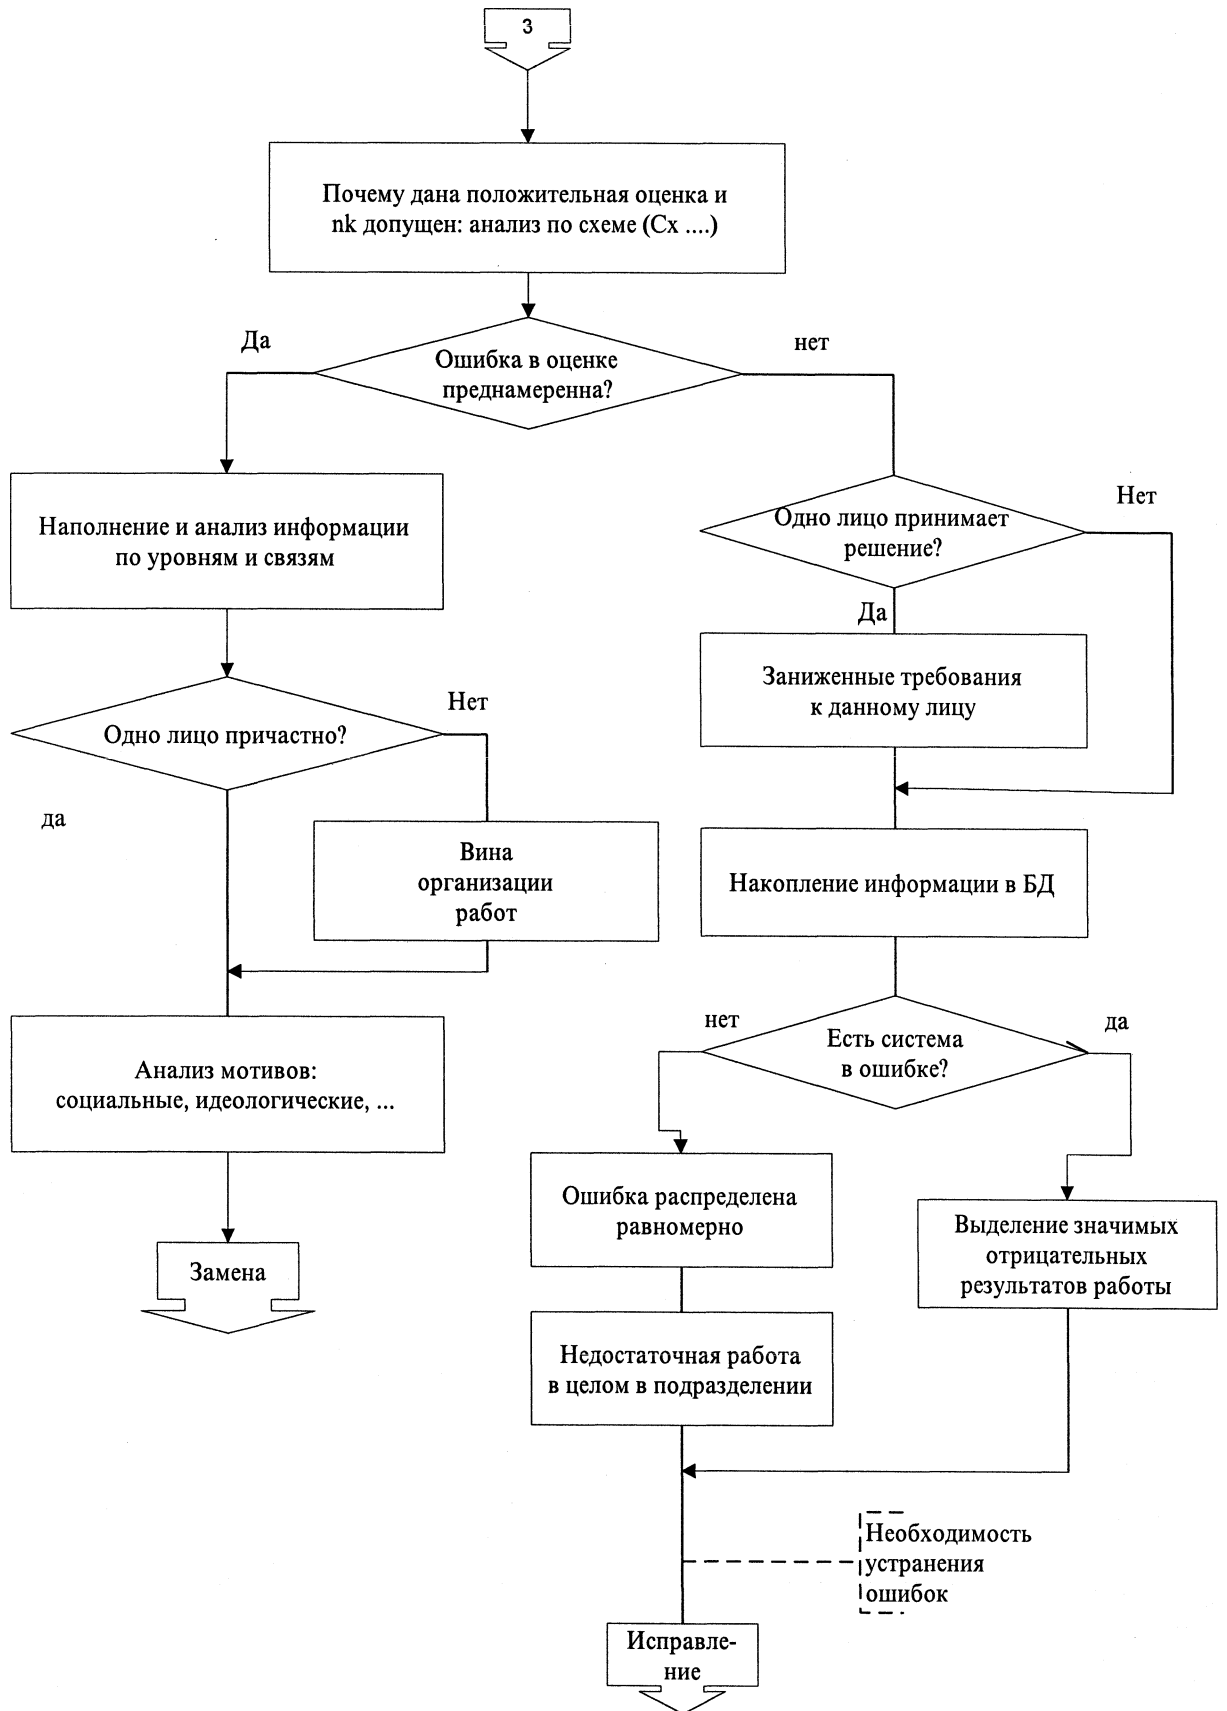 3
Почему дана положительная оценка и
nk допущен: анализ по схеме (Сх ....)
Да
нет
Ошибка в оценке
преднамеренна?
Наполнение и анализ информации
по уровням и связям
Одно лицо принимает
решение?
Нет
Да
Заниженные требования
к данному лицу
Одно лицо причастно?
Нет
да
Вина
организации
работ
Накопление информации в БД
нет
Есть система
в ошибке?
да
Анализ мотивов:
социальные, идеологические, ...
Ошибка распределена
равномерно
Выделение значимых
отрицательных
результатов работы
Замена
Недостаточная работа
в целом в подразделении
Необходимость
устранения
ошибок
Исправле-
ние